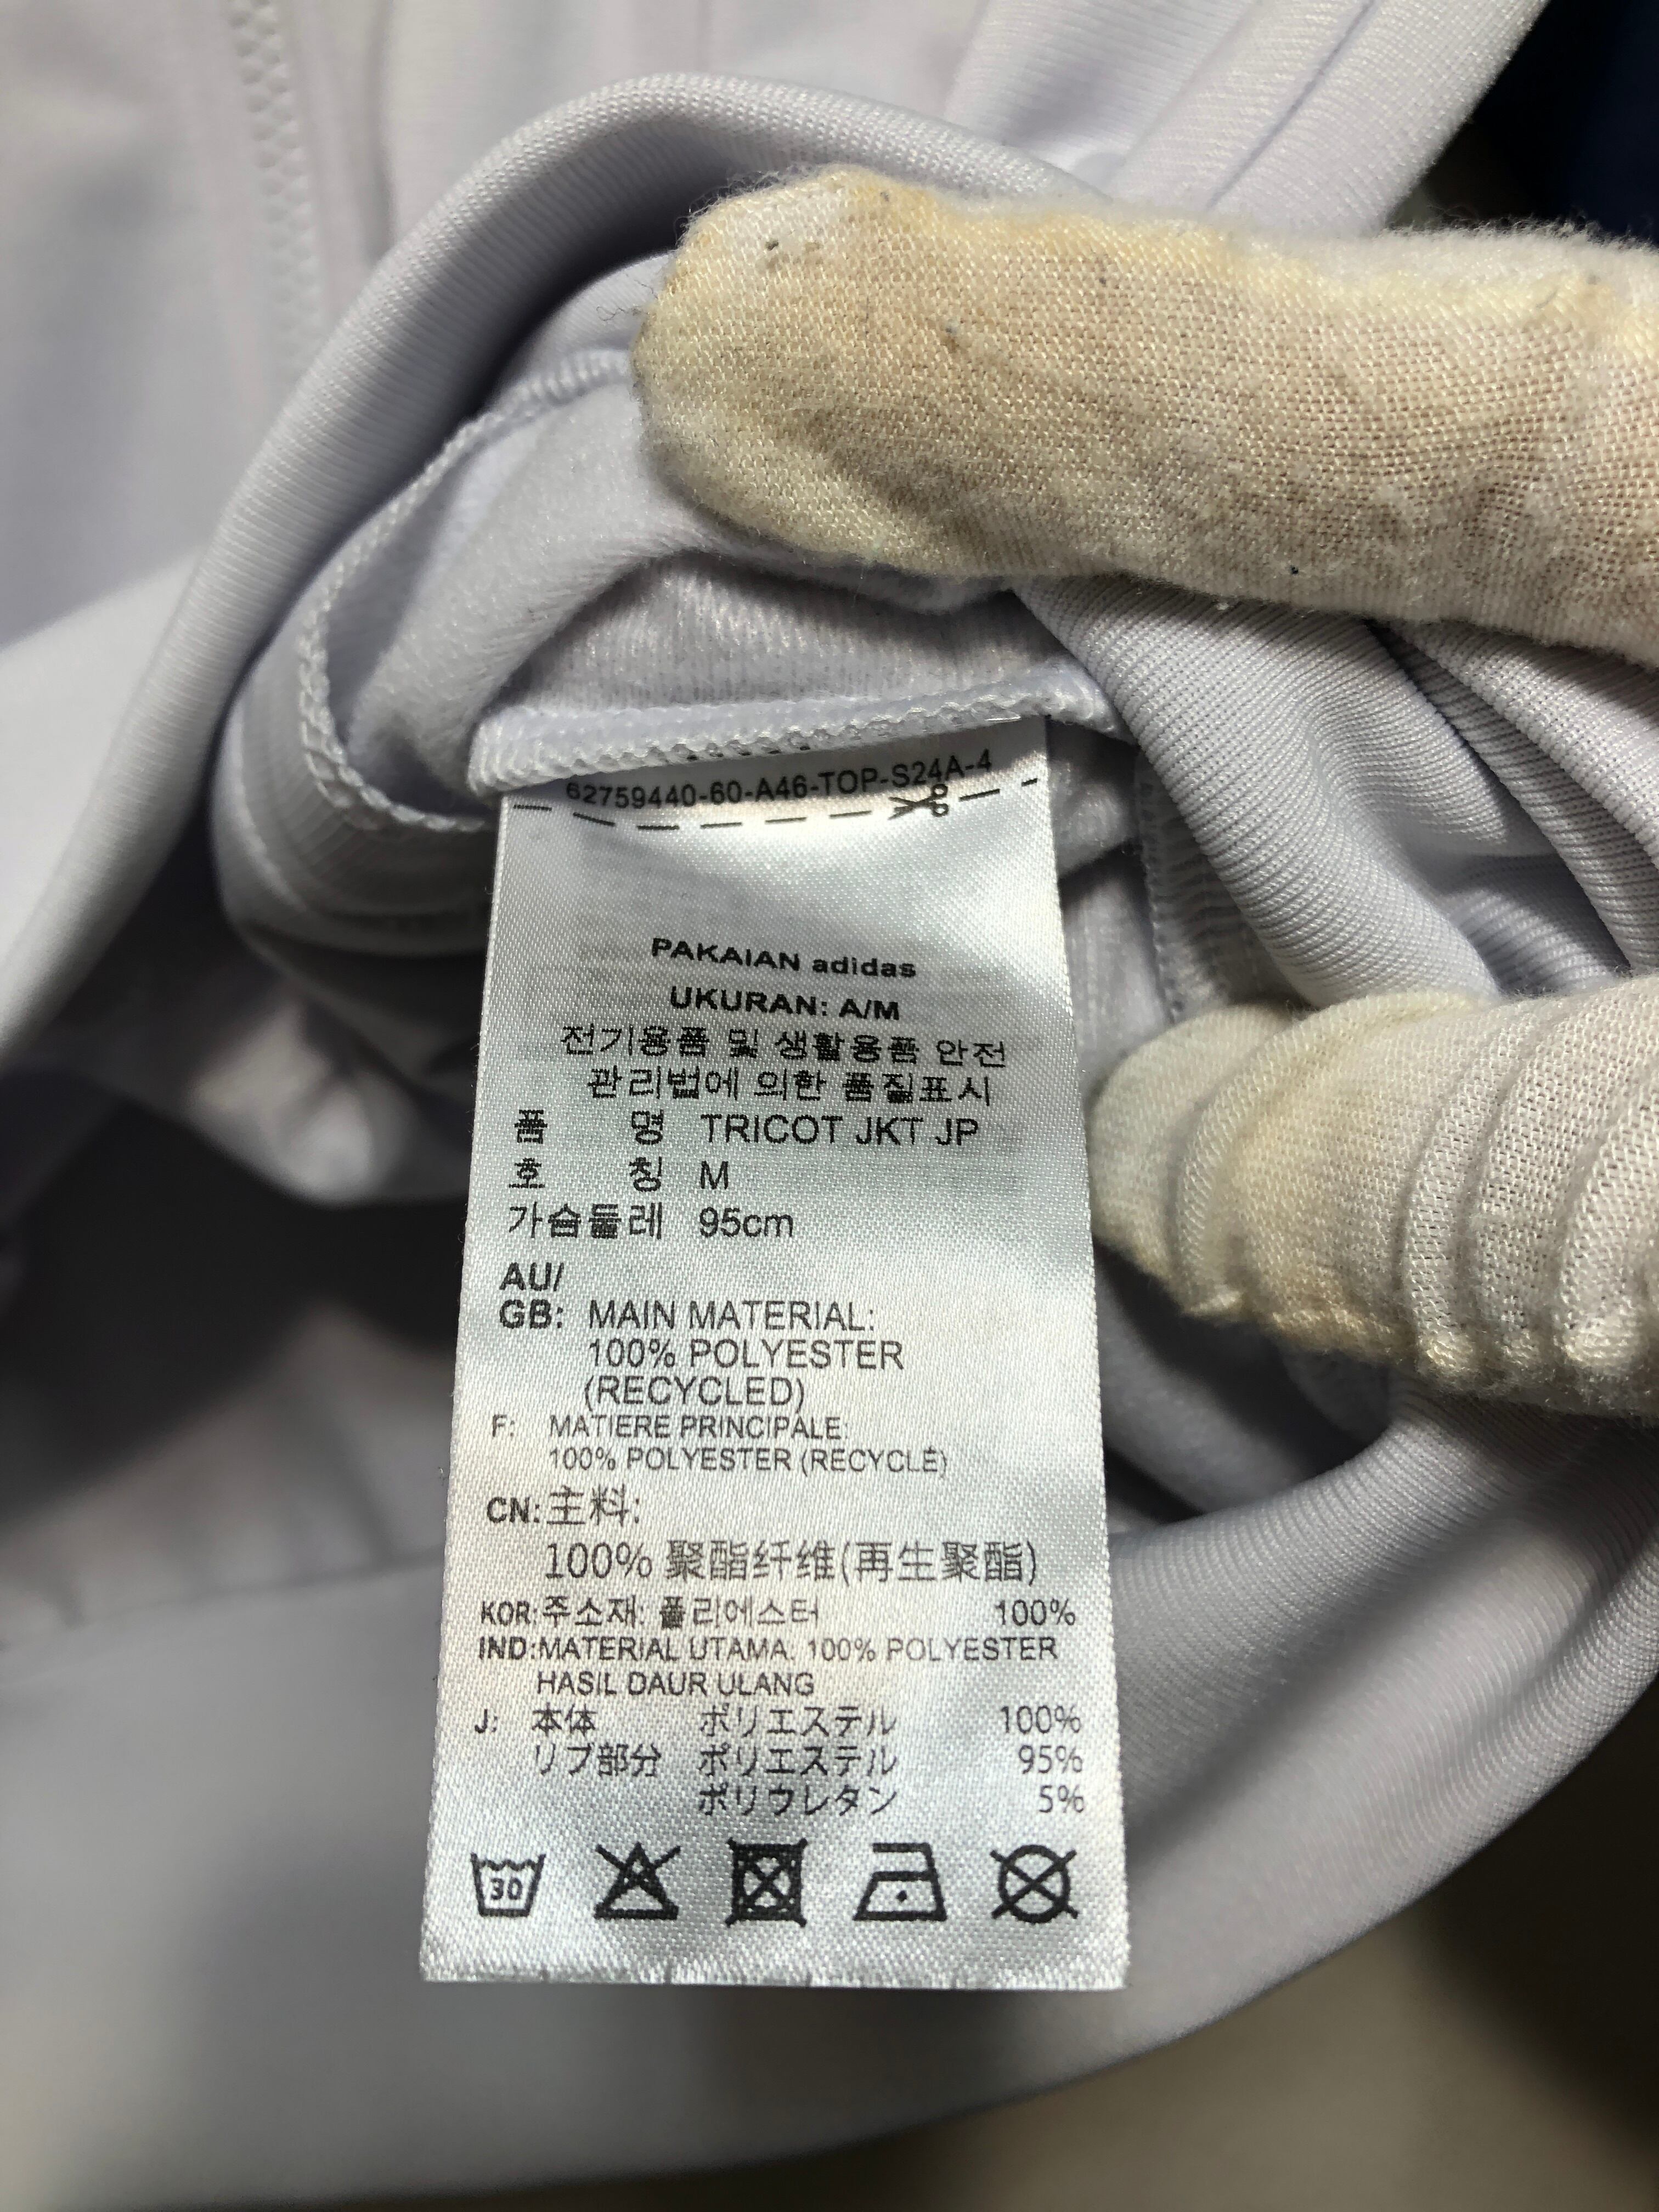 62759440-60-A46-TOP-S24A-4
PAKAIAN adidas
UKURAN: A/M
전기용품 및 생활용품 안전
관리법에 의한 품질표시
품 명 TRICOT JKT JP
호 칭 M
가슴둘레 95cm
AU/
GB: MAIN MATERIAL:
100% POLYESTER
(RECYCLED)
F: MATIERE PRINCIPALE:
100% POLYESTER (RECYCLÉ)
CN: 主料:
100% 聚酯纤维(再生聚酯)
KOR: 주소재: 폴리에스터 100%
IND: MATERIAL UTAMA. 100% POLYESTER
HASIL DAUR ULANG
J: 本体 ポリエステル 100%
リブ部分 ポリエステル 95%
ポリウレタン 5%
30